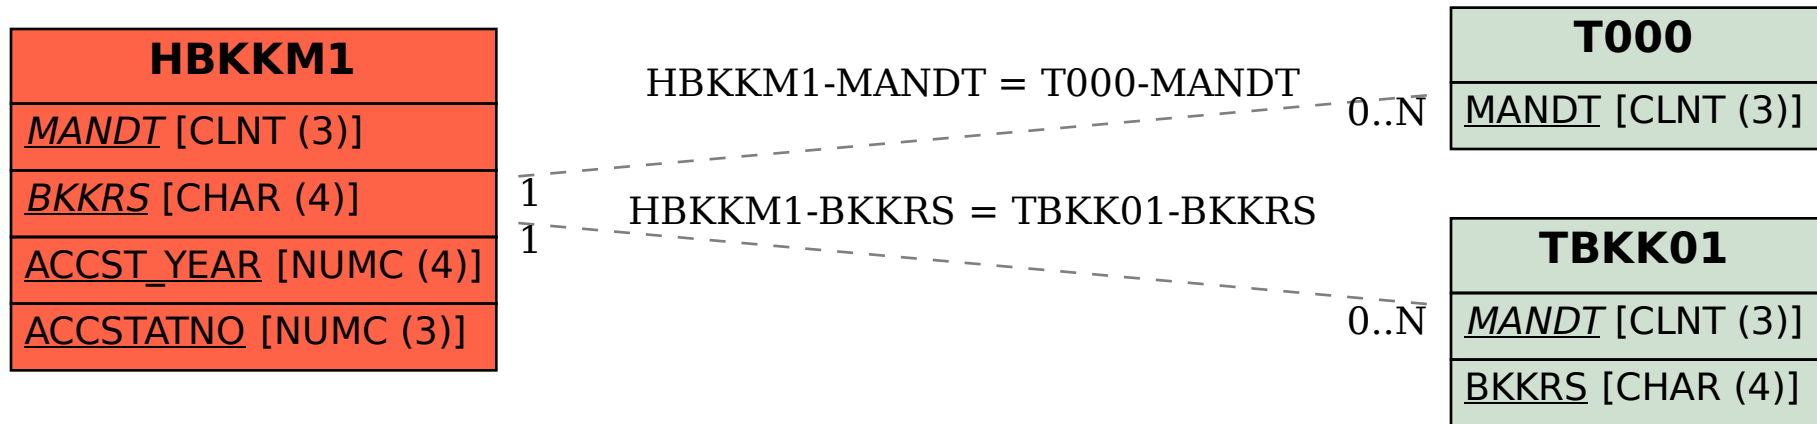 HBKKM1
MANDT [CLNT (3)]
BKKRS [CHAR (4)]
ACCST_YEAR [NUMC (4)]
ACCSTATNO [NUMC (3)]
HBKKM1-MANDT = T000-MANDT
0..N
1
HBKKM1-BKKRS = TBKK01-BKKRS
1
0..N
T000
MANDT [CLNT (3)]
TBKK01
MANDT [CLNT (3)]
BKKRS [CHAR (4)]